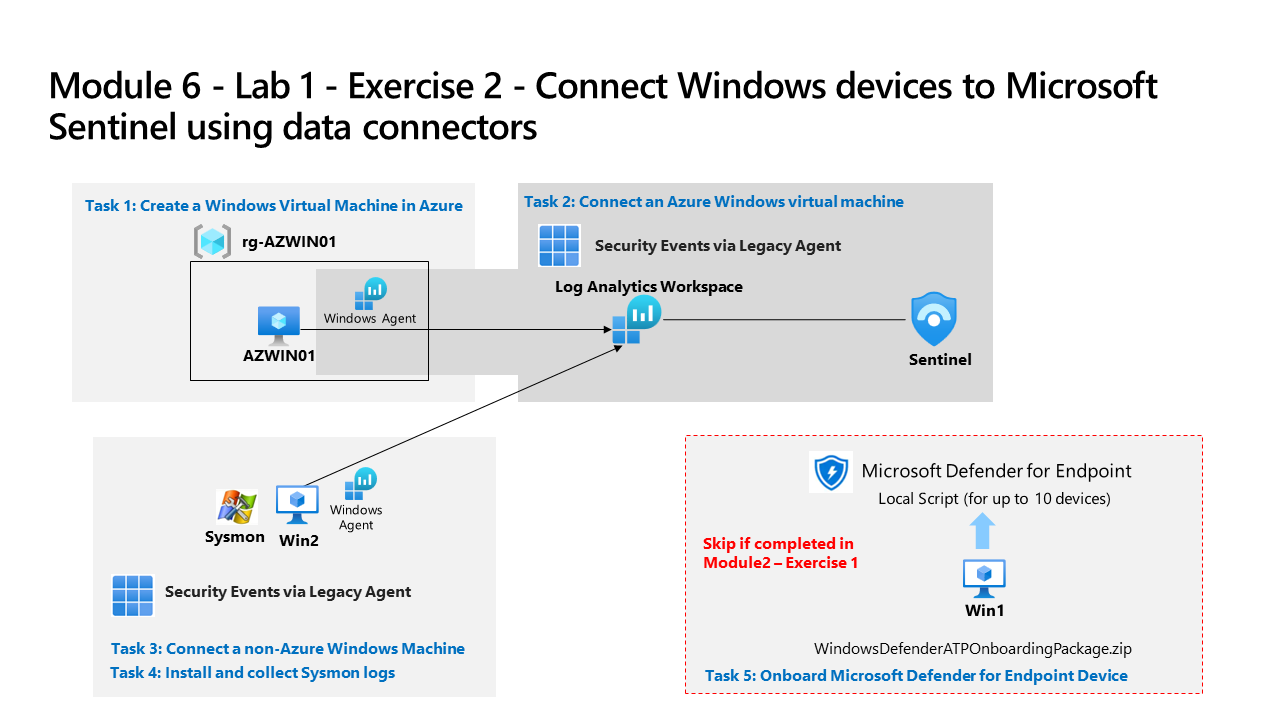 Module 6 - Lab 1 - Exercise 2 - Connect Windows devices to Microsoft
Sentinel using data connectors
Task 1: Create a Windows Virtual Machine in Azure
rg-AZWIN01
Windows Agent
AZWIN01
Task 2: Connect an Azure Windows virtual machine
Security Events via Legacy Agent
Log Analytics Workspace
Sentinel
Sysmon
Win2
Windows
Agent
Security Events via Legacy Agent
Task 3: Connect a non-Azure Windows Machine
Task 4: Install and collect Sysmon logs
Microsoft Defender for Endpoint
Local Script (for up to 10 devices)
Skip if completed in
Module2 – Exercise 1
Win1
WindowsDefenderATPOnboardingPackage.zip
Task 5: Onboard Microsoft Defender for Endpoint Device